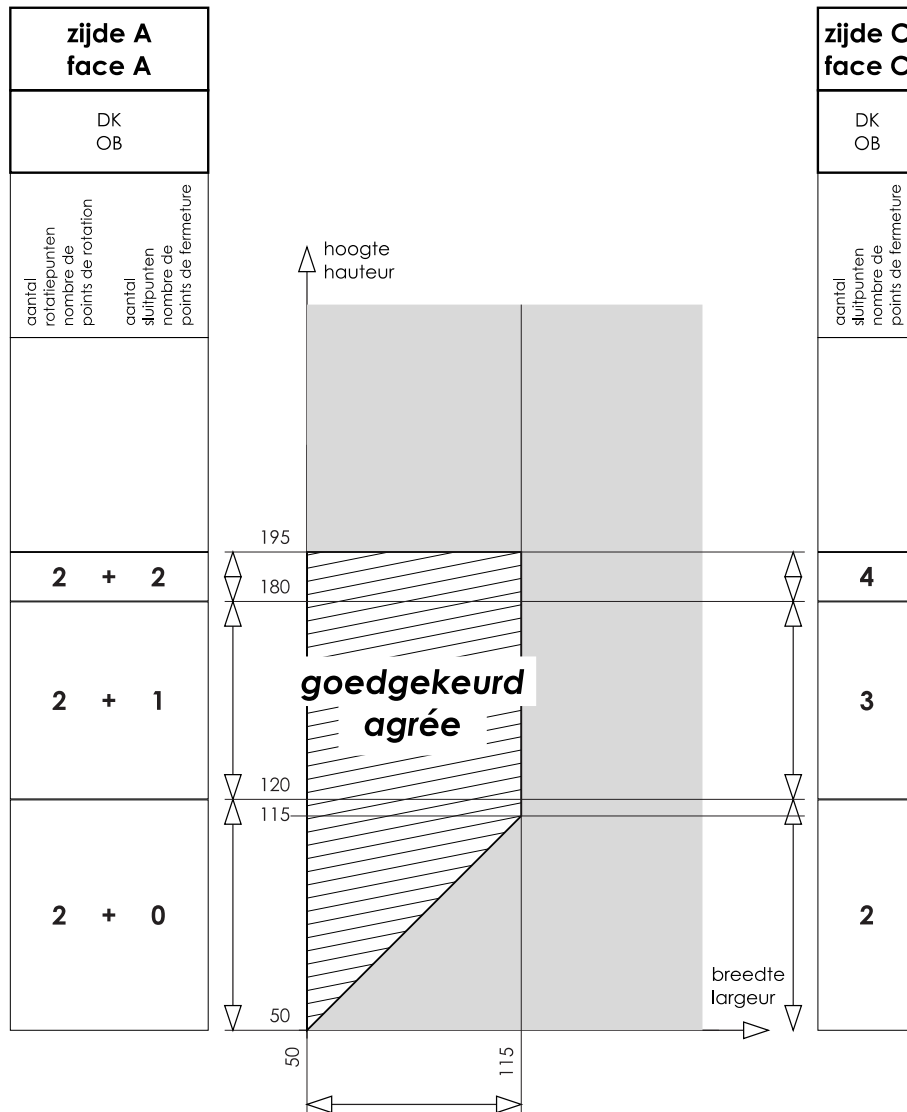 zijde A
face A
DK
OB
aantal
rotatiepunten
nombre de
points de rotation
aantal
sluitpunten
nombre de
points de fermeture
2 + 2
2 + 1
2 + 0
hoogte
hauteur
195
180
120
115
50
goedgekeurd
agrée
breedte
largeur
50
115
zijde C
face C
DK
OB
aantal
sluitpunten
nombre de
points de fermeture
4
3
2